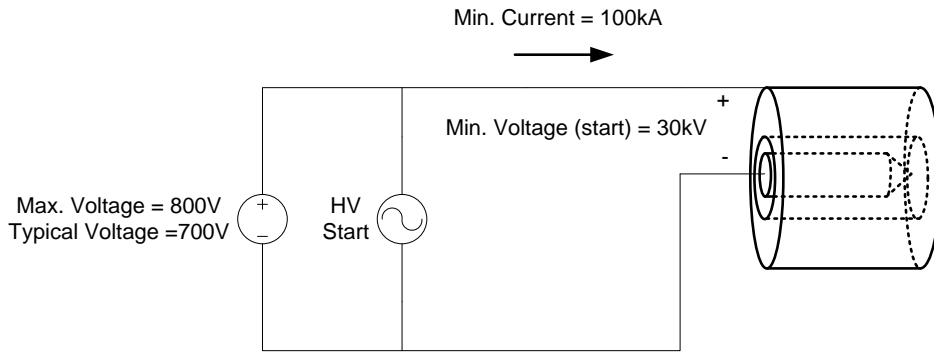 Min. Current = 100kA
+
Min. Voltage (start) = 30kV
-
Max. Voltage = 800V
Typical Voltage =700V
+
−
HV
Start